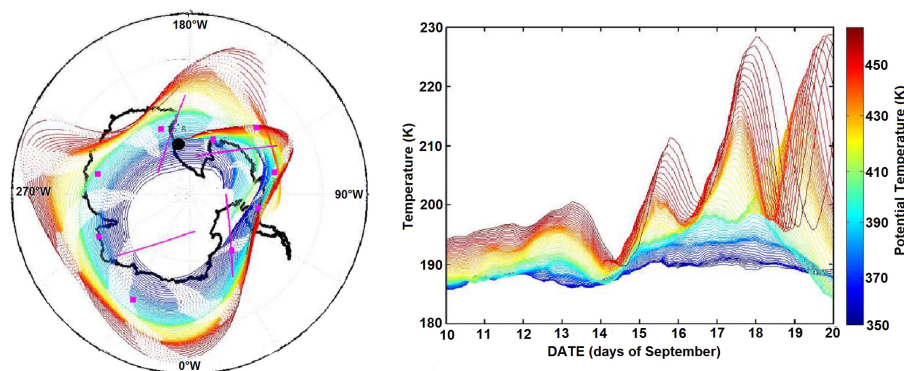 180°W
270°W
90°W
0°W
230
220
210
200
190
180
Temperature (K)
10 11 12 13 14 15 16 17 18 19 20
DATE (days of September)
450
430
410
390
370
350
Potential Temperature (K)